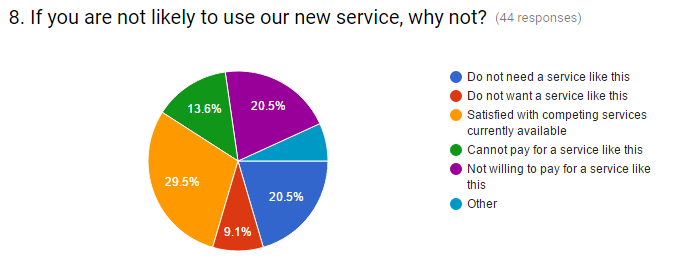 8. If you are not likely to use our new service, why not? (44 responses)
Do not need a service like this
Do not want a service like this
Satisfied with competing services
currently available
Cannot pay for a service like this
Not willing to pay for a service like
this
Other
13.6%
20.5%
29.5%
20.5%
9.1%